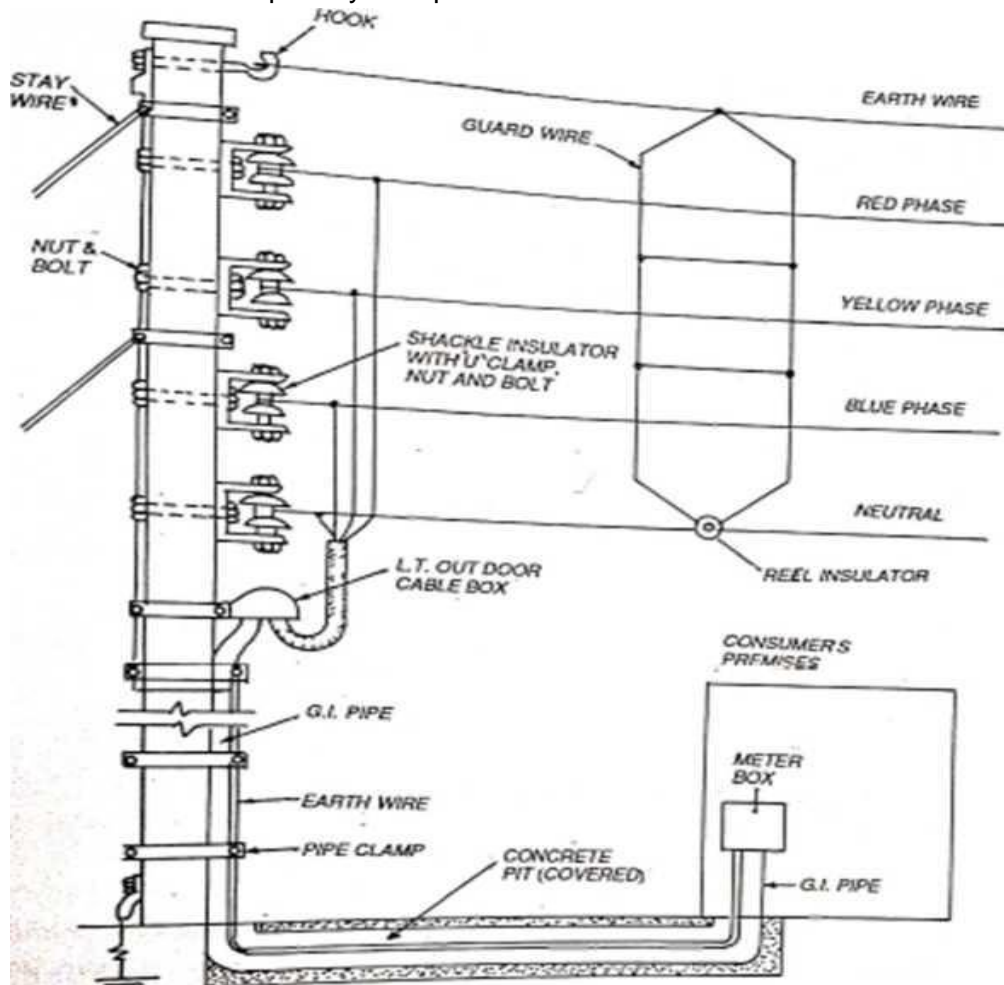 HOOK
STAY
WIRE
EARTH WIRE
GUARD WIRE
RED PHASE
NUT &
BOLT
YELLOW PHASE
SHACKLE INSULATOR
WITH "U" CLAMP,
NUT AND BOLT
BLUE PHASE
NEUTRAL
L.T. OUT DOOR
CABLE BOX
REEL INSULATOR
CONSUMER'S
PREMISES
G.I. PIPE
METER
BOX
EARTH WIRE
PIPE CLAMP
CONCRETE
PIT (COVERED)
G.I. PIPE